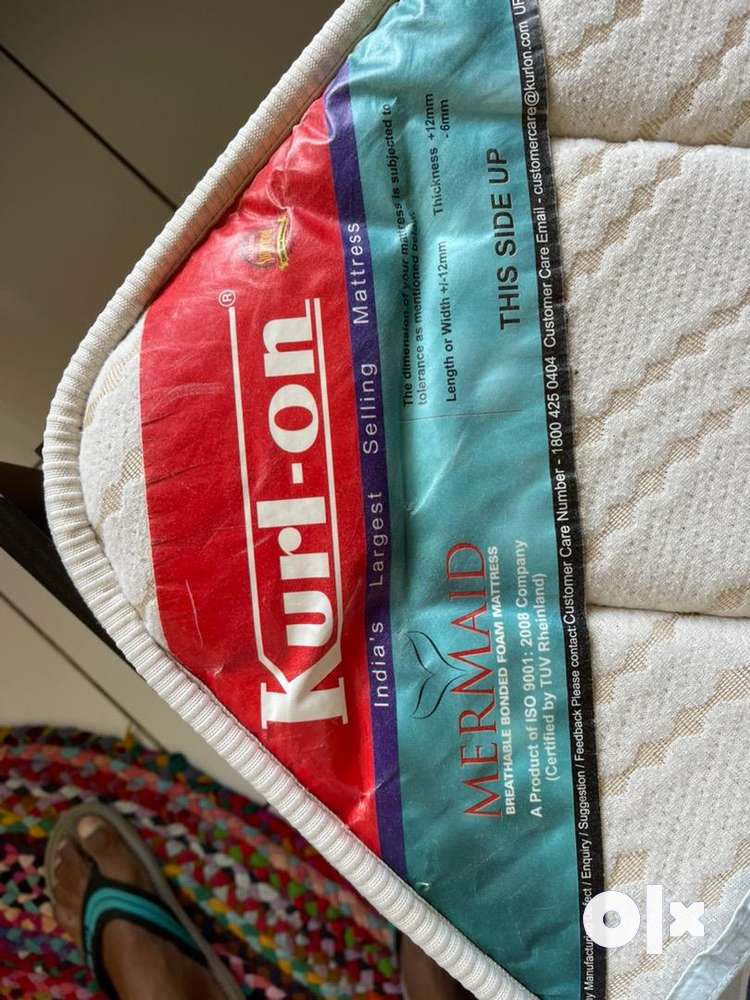 Kurl-on®
India's Largest Selling Mattress
The dimension of your mattress is subjected to
tolerance as mentioned below.
Length or Width +/-12mm Thickness +12mm
- 6mm
THIS SIDE UP
MERMAID
BREATHABLE BONDED FOAM MATTRESS
A Product of ISO 9001: 2008 Company
(Certified by TUV Rheinland)
Manufacturing Defect / Enquiry / Suggestion / Feedback Please contact:Customer Care Number - 1800 425 0404 Customer Care Email - customercare@kurlon.com
olx